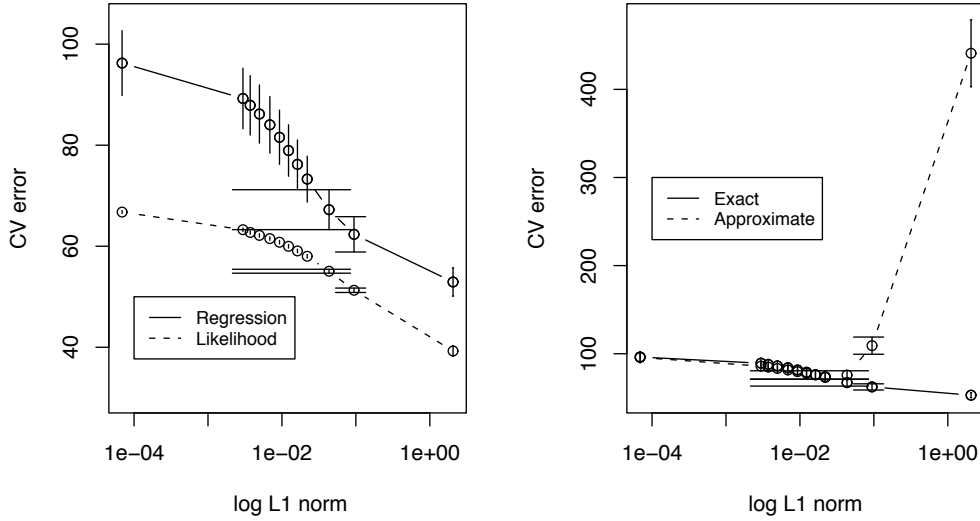 100
80
60
40
CV error
Regression
Likelihood
1e-04
1e-02
1e+00
log L1 norm
400
300
200
100
CV error
Exact
Approximate
1e-04
1e-02
1e+00
log L1 norm